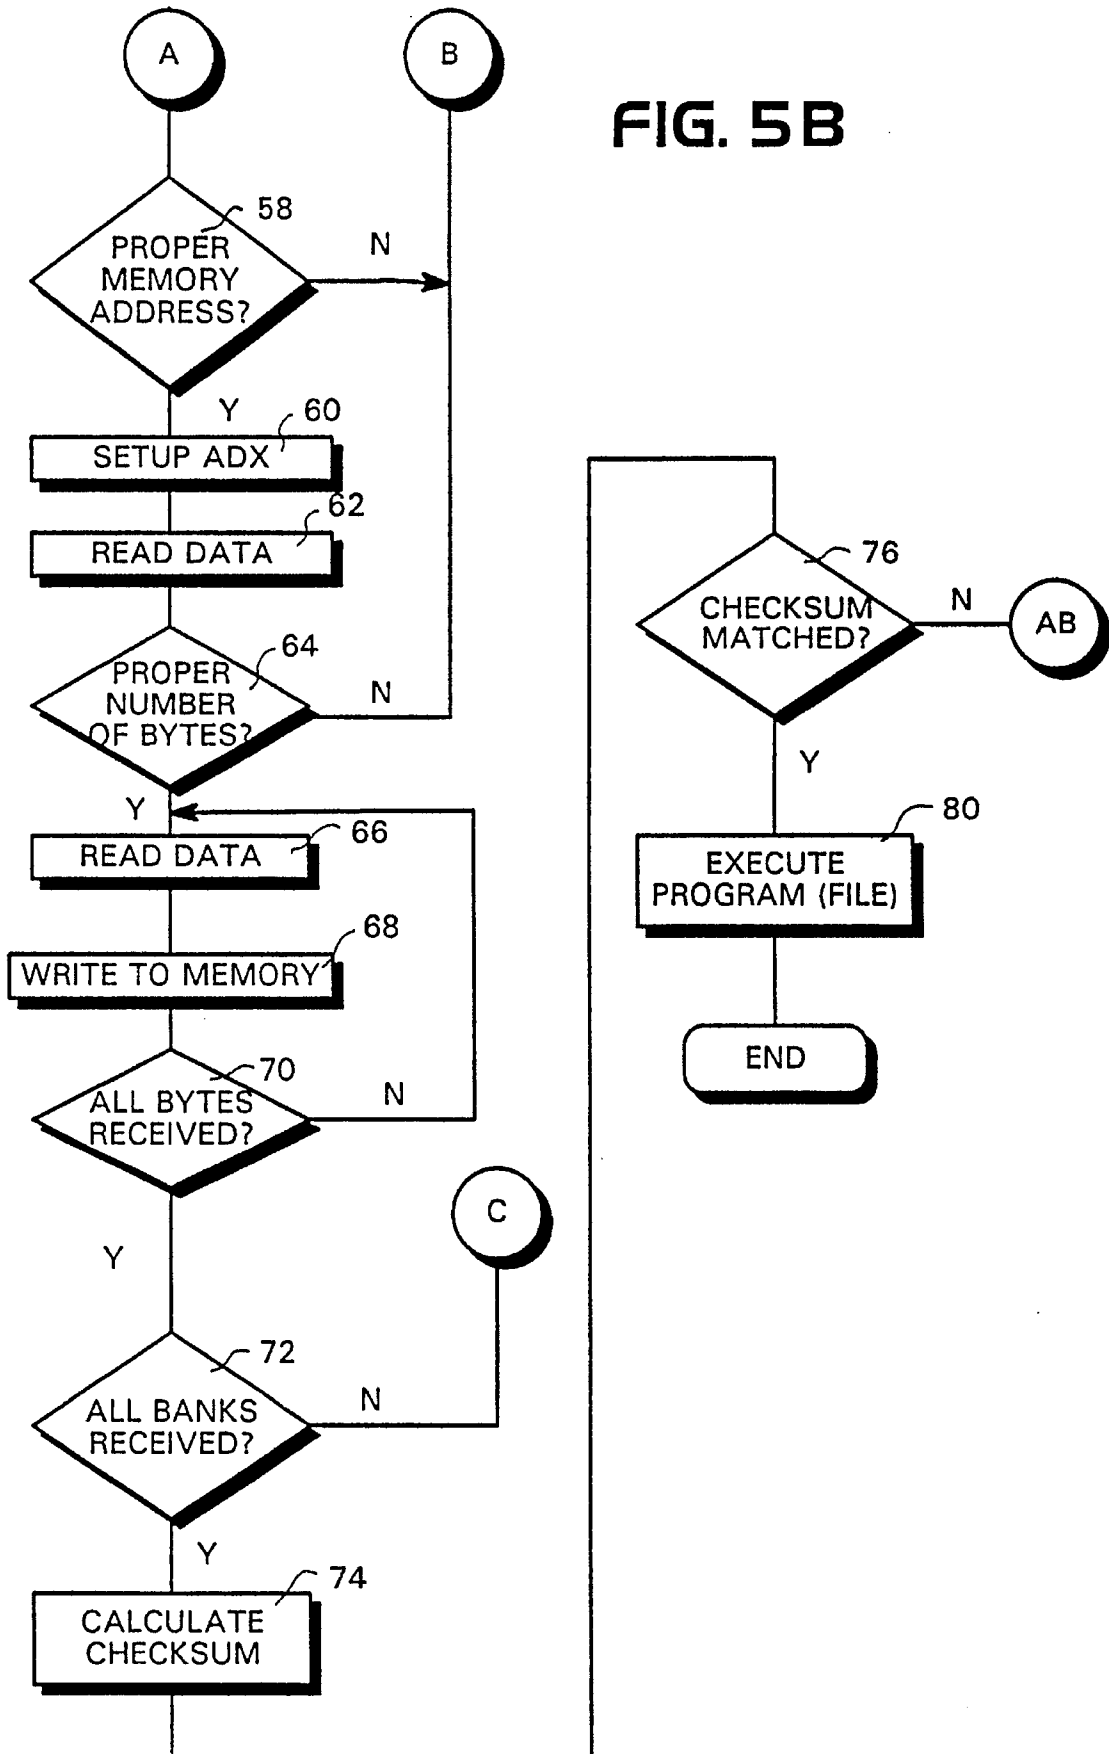 A
B
FIG. 5B
58
PROPER
MEMORY
ADDRESS?
N
Y
60
SETUP ADX
62
READ DATA
64
PROPER
NUMBER
OF BYTES?
N
Y
66
READ DATA
68
WRITE TO MEMORY
70
ALL BYTES
RECEIVED?
N
Y
C
72
ALL BANKS
RECEIVED?
N
Y
74
CALCULATE
CHECKSUM
76
CHECKSUM
MATCHED?
N
AB
Y
80
EXECUTE
PROGRAM (FILE)
END